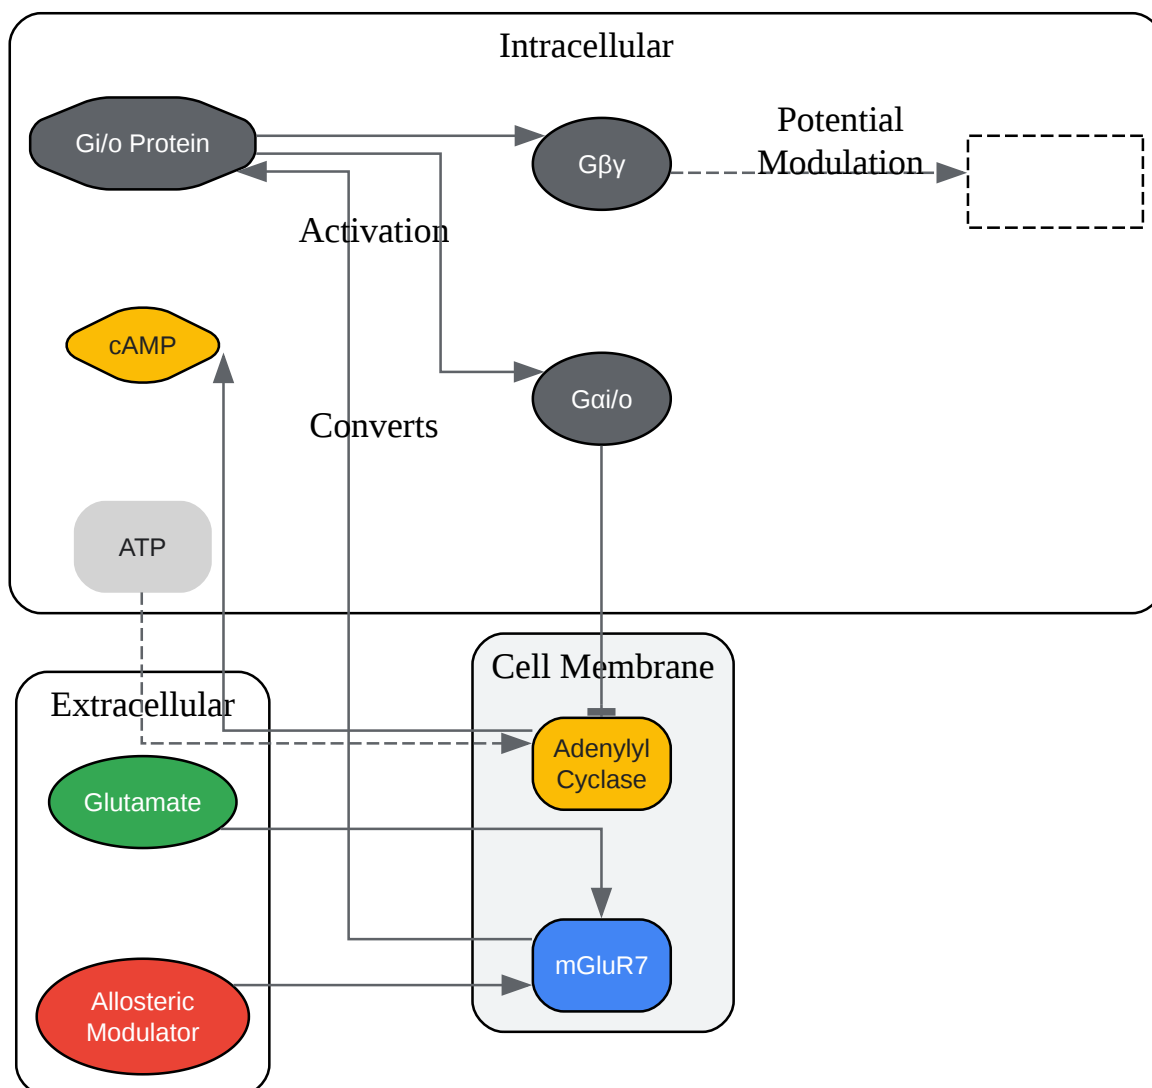 Intracellular
Gi/o Protein
Gβγ
Potential
Modulation
Activation
cAMP
Gαi/o
Converts
ATP
Cell Membrane
Extracellular
Adenylyl
Cyclase
Glutamate
mGluR7
Allosteric
Modulator